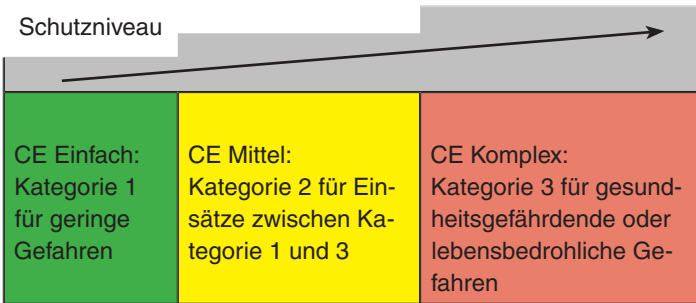 Schutzniveau
CE Einfach:
Kategorie 1
für geringe
Gefahren
CE Mittel:
Kategorie 2 für Ein-
sätze zwischen Ka-
tegorie 1 und 3
CE Komplex:
Kategorie 3 für gesund-
heitsgefährdende oder
lebensbedrohliche Ge-
fahren